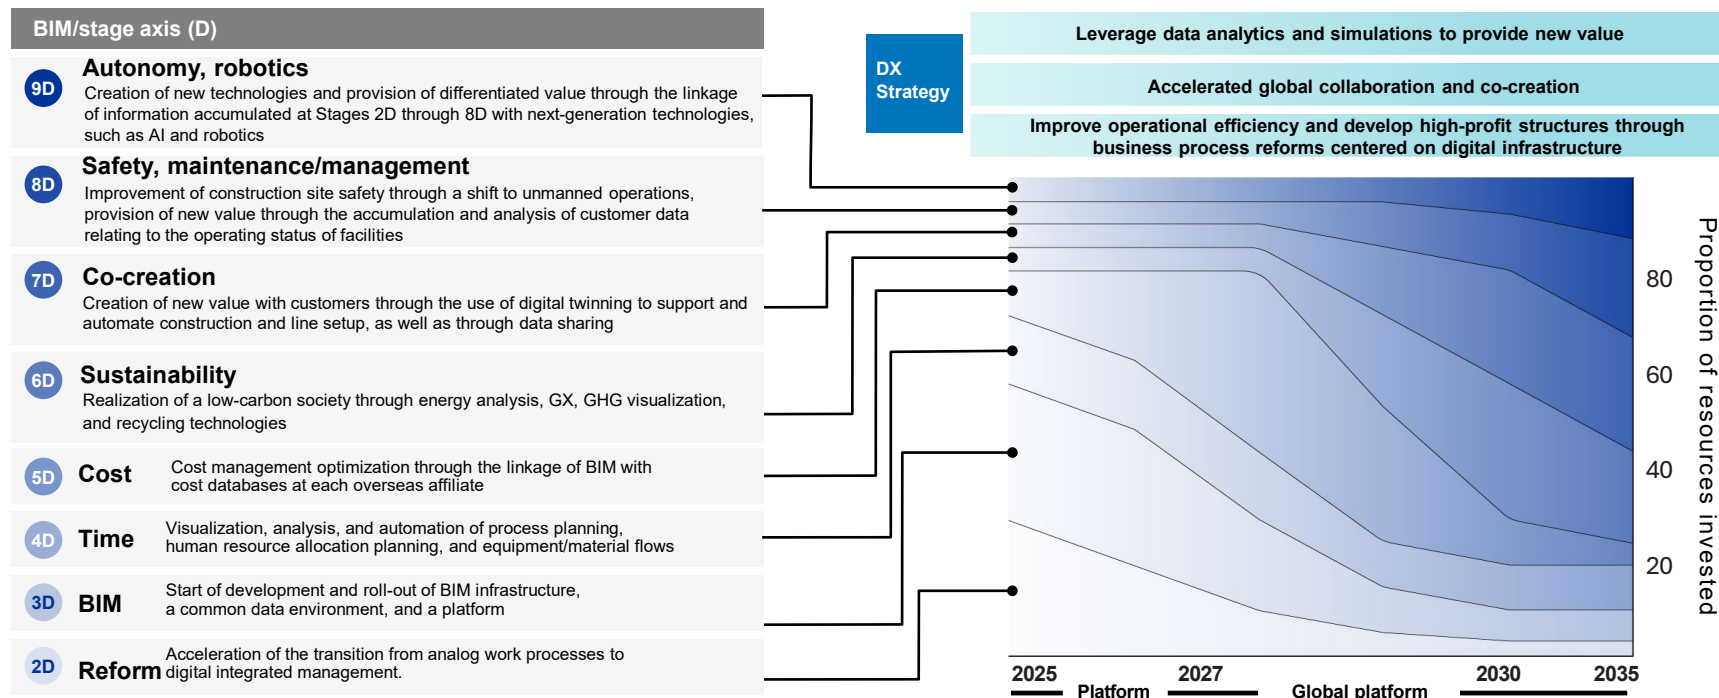 BIM/stage axis (D)
9D
Autonomy, robotics
Creation of new technologies and provision of differentiated value through the linkage
of information accumulated at Stages 2D through 8D with next-generation technologies,
such as AI and robotics
8D
Safety, maintenance/management
Improvement of construction site safety through a shift to unmanned operations,
provision of new value through the accumulation and analysis of customer data
relating to the operating status of facilities
7D
Co-creation
Creation of new value with customers through the use of digital twinning to support and
automate construction and line setup, as well as through data sharing
6D
Sustainability
Realization of a low-carbon society through energy analysis, GX, GHG visualization,
and recycling technologies
5D
Cost
Cost management optimization through the linkage of BIM with
cost databases at each overseas affiliate
4D
Time
Visualization, analysis, and automation of process planning,
human resource allocation planning, and equipment/material flows
3D
BIM
Start of development and roll-out of BIM infrastructure,
a common data environment, and a platform
2D
Reform
Acceleration of the transition from analog work processes to
digital integrated management.
DX
Strategy
Leverage data analytics and simulations to provide new value
Accelerated global collaboration and co-creation
Improve operational efficiency and develop high-profit structures through
business process reforms centered on digital infrastructure
80
60
40
20
Proportion of resources invested
2025
2027
2030
2035
Platform
Global platform